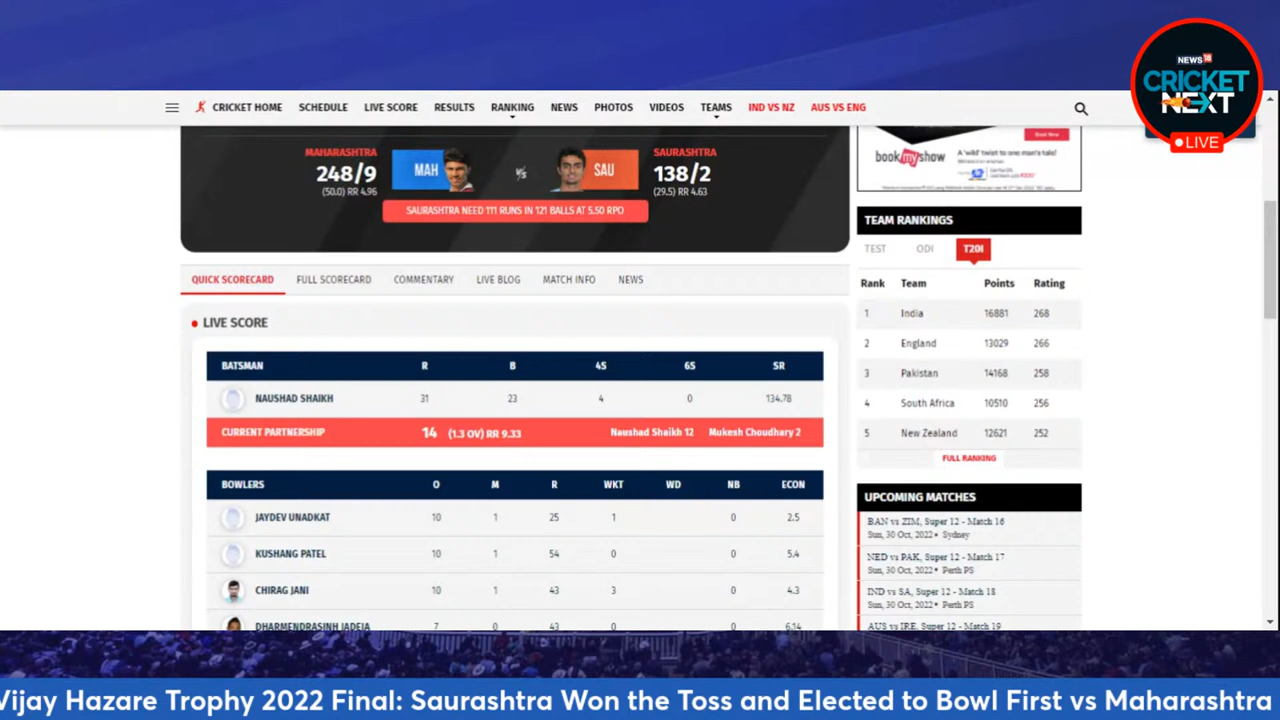 NEWS18
CRICKET
NEXT
LIVE
CRICKET HOME SCHEDULE LIVE SCORE RESULTS RANKING NEWS PHOTOS VIDEOS TEAMS IND VS NZ AUS VS ENG
MAHARASHTRA
248/9
(50.0) RR 4.96
MAH
VS
SAU
SAURASHTRA
138/2
(29.5) RR 4.63
SAURASHTRA NEED 111 RUNS IN 121 BALLS AT 5.50 RPO
Book Now
bookmyshow
A 'wild' twist to one man's tale!
QUICK SCORECARD FULL SCORECARD COMMENTARY LIVE BLOG MATCH INFO NEWS
LIVE SCORE
BATSMAN R B 4S 6S SR
NAUSHAD SHAIKH 31 23 4 0 134.78
CURRENT PARTNERSHIP 14 (1.3 OV) RR 9.33 Naushad Shaikh 12 Mukesh Choudhary 2
BOWLERS O M R WKT WD NB ECON
JAYDEV UNADKAT 10 1 25 1 0 2.5
KUSHANG PATEL 10 1 54 0 0 5.4
CHIRAG JANI 10 1 43 3 0 4.3
DHARMENDRASINH JADEJA 7 0 43 0 0 6.14
TEAM RANKINGS
TEST ODI T20I
Rank Team Points Rating
1 India 16881 268
2 England 13029 266
3 Pakistan 14168 258
4 South Africa 10510 256
5 New Zealand 12621 252
FULL RANKING
UPCOMING MATCHES
BAN vs ZIM, Super 12 - Match 16
Sun, 30 Oct, 2022• Sydney
NED vs PAK, Super 12 - Match 17
Sun, 30 Oct, 2022• Perth PS
IND vs SA, Super 12 - Match 18
Sun, 30 Oct, 2022• Perth PS
AUS vs IRE, Super 12 - Match 19
Vijay Hazare Trophy 2022 Final: Saurashtra Won the Toss and Elected to Bowl First vs Maharashtra